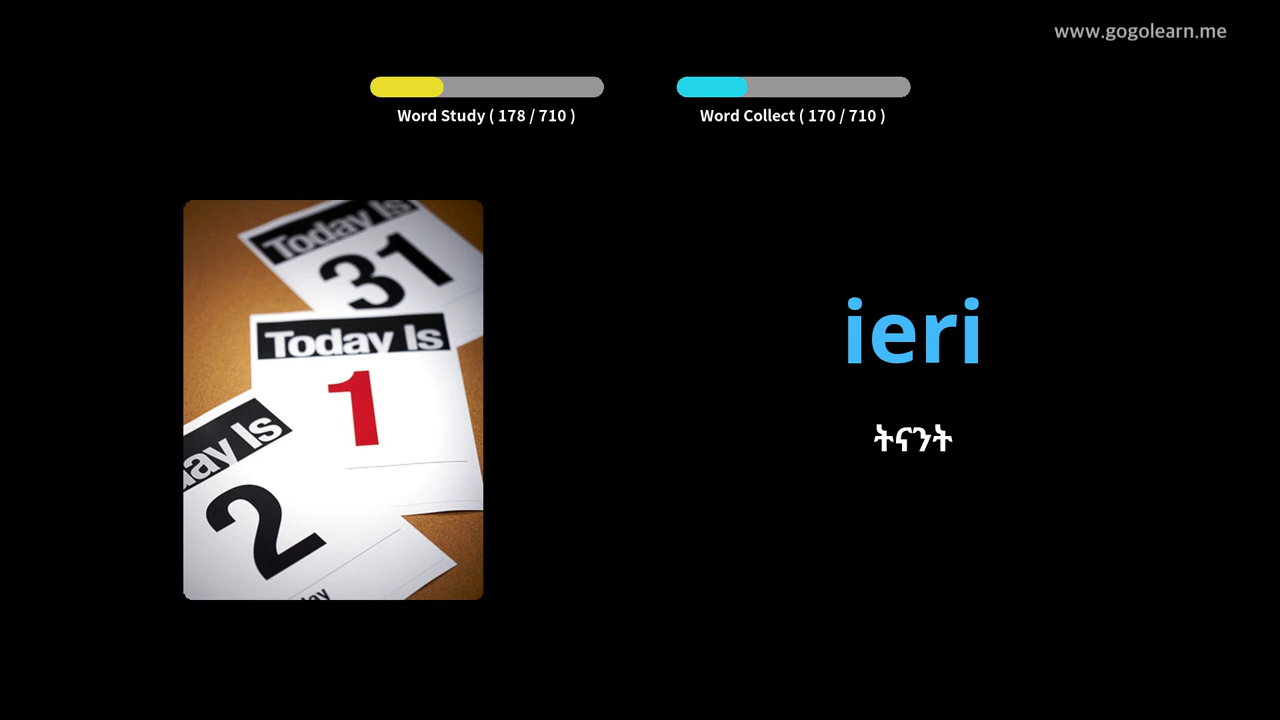 www.gogolearn.me
Word Study ( 178 / 710 )
Word Collect ( 170 / 710 )
Today Is
31
Today Is
1
ay Is
2
ay
ieri
ትናንት